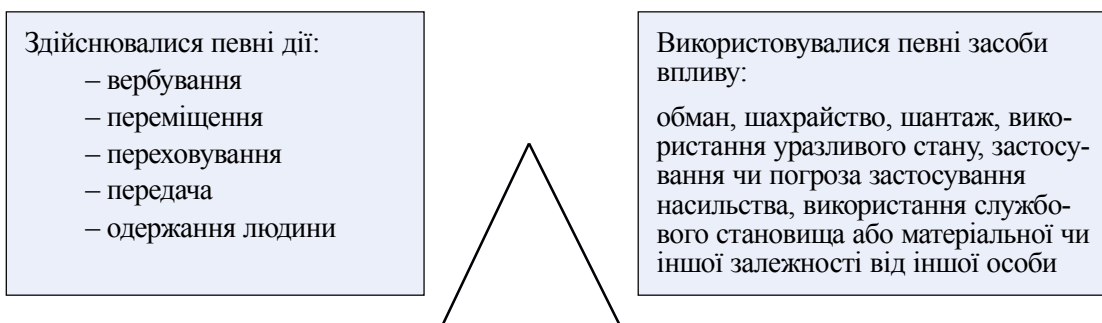 Здійснювалися певні дії:
– вербування
– переміщення
– переховування
– передача
– одержання людини
Використовувалися певні засоби
впливу:
обман, шахрайство, шантаж, вико-
ристання уразливого стану, застосу-
вання чи погроза застосування
насильства, використання службо-
вого становища або матеріальної чи
іншої залежності від іншої особи